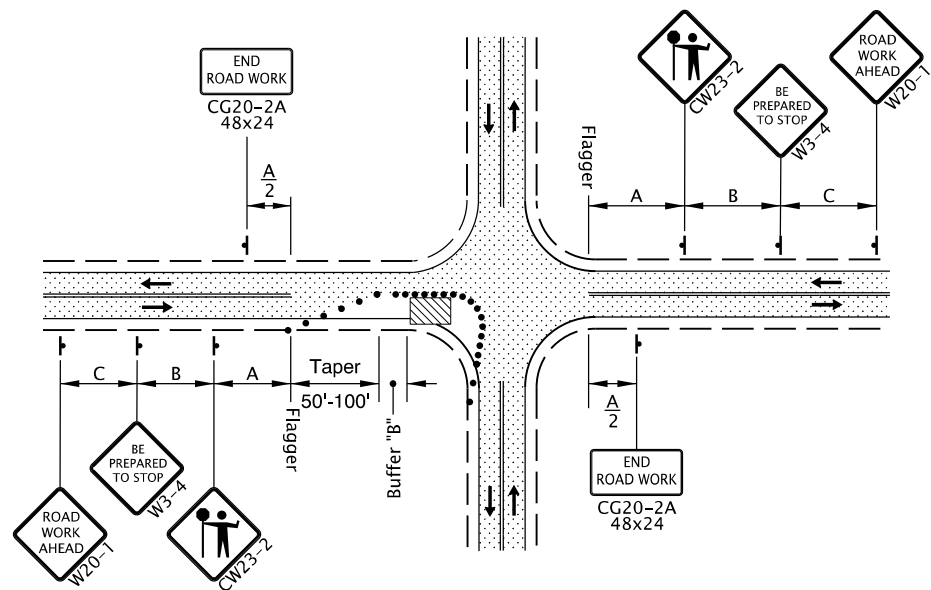 END
ROAD WORK
CG20-2A
48x24
A
2
CW23-2
BE
PREPARED
TO STOP
W3-4
ROAD
WORK
AHEAD
W20-1
Flagger
A
B
C
C
B
A
Taper
50'-100'
Flagger
Buffer "B"
A
2
BE
PREPARED
TO STOP
W3-4
ROAD
WORK
AHEAD
W20-1
CW23-2
END
ROAD WORK
CG20-2A
48x24